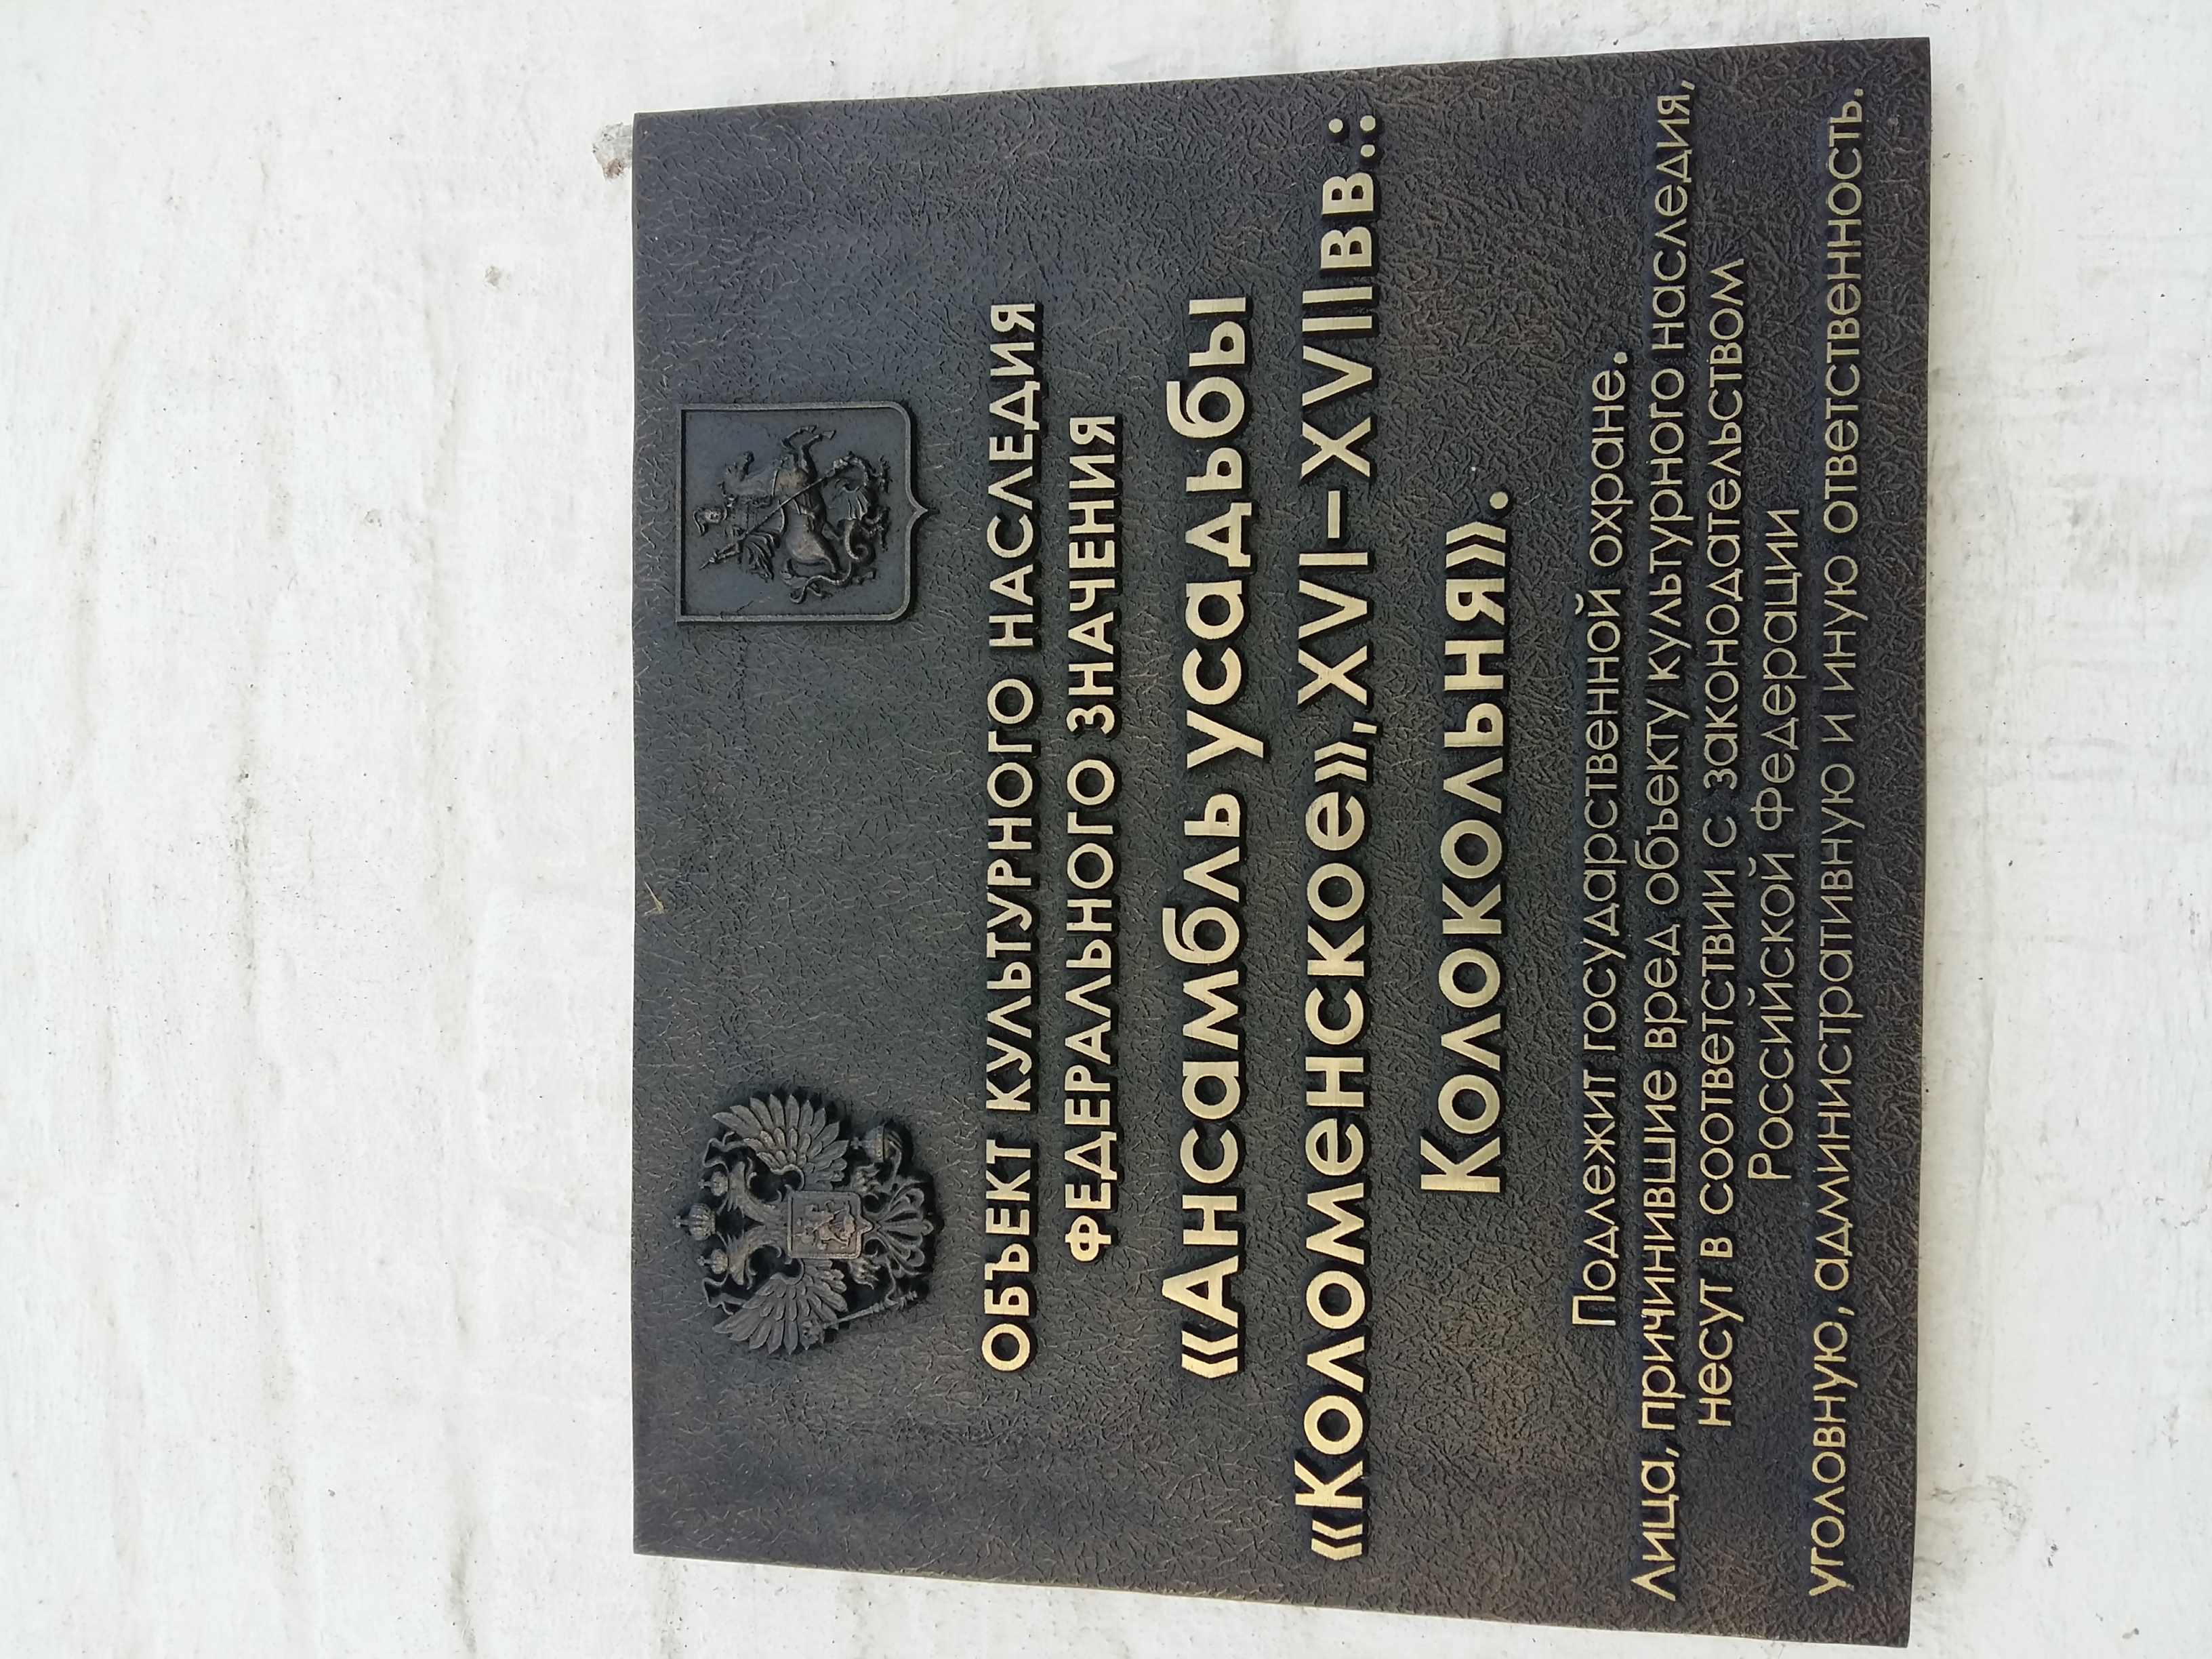 ОБЪЕКТ КУЛЬТУРНОГО НАСЛЕДИЯ
ФЕДЕРАЛЬНОГО ЗНАЧЕНИЯ
«Ансамбль усадьбы
«Коломенское», XVI–XVII вв.:
Колокольня».
Подлежит государственной охране.
Лица, причинившие вред объекту культурного наследия,
несут в соответствии с законодательством
Российской Федерации
уголовную, административную и иную ответственность.